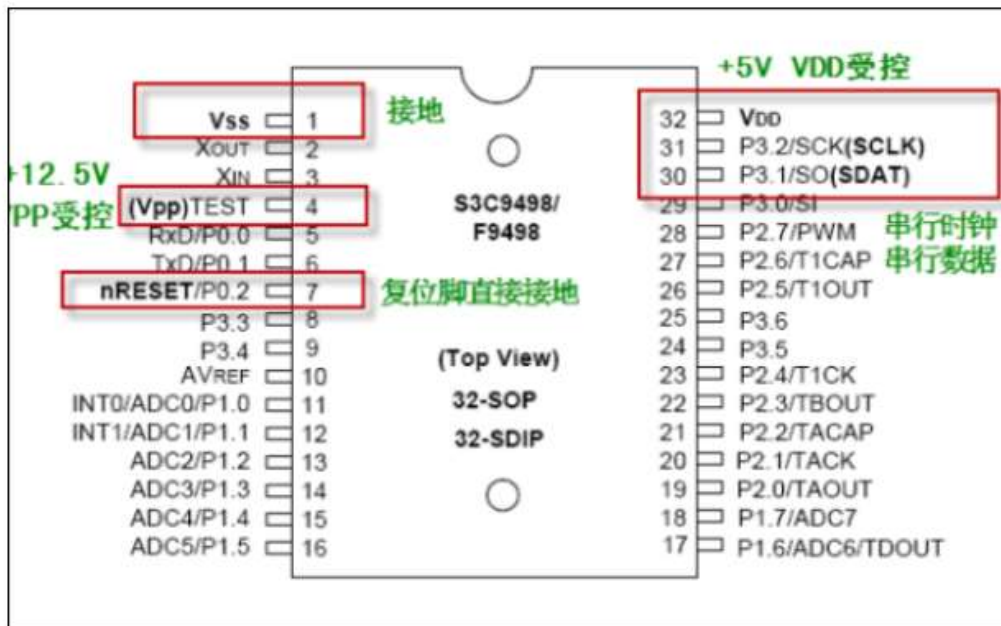 +5V VDD受控
Vss 1 接地
XOUT 2
XIN 3
+12.5V
VPP受控
(Vpp)TEST 4
RxD/P0.0 5
TxD/P0.1 6
nRESET/P0.2 7 复位脚直接接地
P3.3 8
P3.4 9
AVREF 10
INT0/ADC0/P1.0 11
INT1/ADC1/P1.1 12
ADC2/P1.2 13
ADC3/P1.3 14
ADC4/P1.4 15
ADC5/P1.5 16
S3C9498/
F9498
(Top View)
32-SOP
32-SDIP
32 VDD
31 P3.2/SCK(SCLK)
30 P3.1/SO(SDAT)
29 P3.0/SI
28 P2.7/PWM 串行时钟
27 P2.6/T1CAP 串行数据
26 P2.5/T1OUT
25 P3.6
24 P3.5
23 P2.4/T1CK
22 P2.3/TBOUT
21 P2.2/TACAP
20 P2.1/TACK
19 P2.0/TAOUT
18 P1.7/ADC7
17 P1.6/ADC6/TDOUT